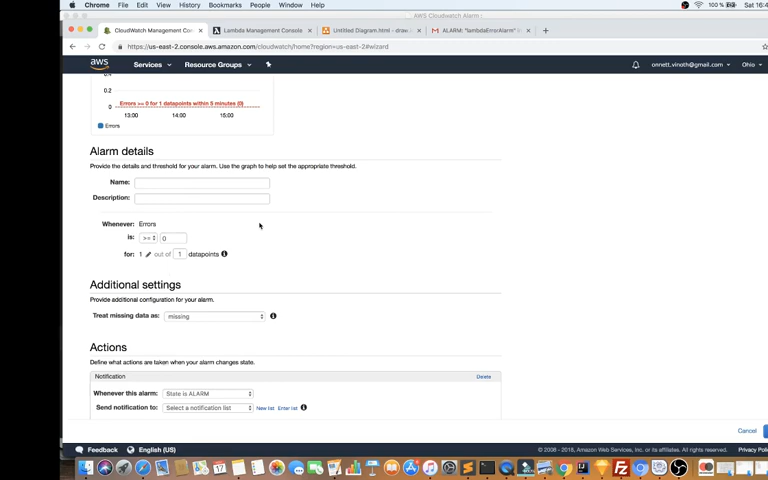 Chrome File Edit View History Bookmarks People Window Help
100 %
Sat 16:4
AWS Cloudwatch Alarm :
CloudWatch Management Con
Lambda Management Console
Untitled Diagram.html - draw.
ALARM: "lambdaErrorAlarm" i
https://us-east-2.console.aws.amazon.com/cloudwatch/home?region=us-east-2#wizard
aws Services Resource Groups onnett.vinoth@gmail.com Ohio
0.4
0.2
Errors >= 0 for 1 datapoints within 5 minutes (0)
0
13:00 14:00 15:00
Errors
Alarm details
Provide the details and threshold for your alarm. Use the graph to help set the appropriate threshold.
Name:
Description:
Whenever: Errors
is: >= 0
for: 1 out of 1 datapoints
Additional settings
Provide additional configuration for your alarm.
Treat missing data as: missing
Actions
Define what actions are taken when your alarm changes state.
Notification Delete
Whenever this alarm: State is ALARM
Send notification to: Select a notification list New list Enter list
Cancel
Feedback English (US) © 2008 - 2018, Amazon Web Services, Inc. or its affiliates. All rights reserved. Privacy Poli